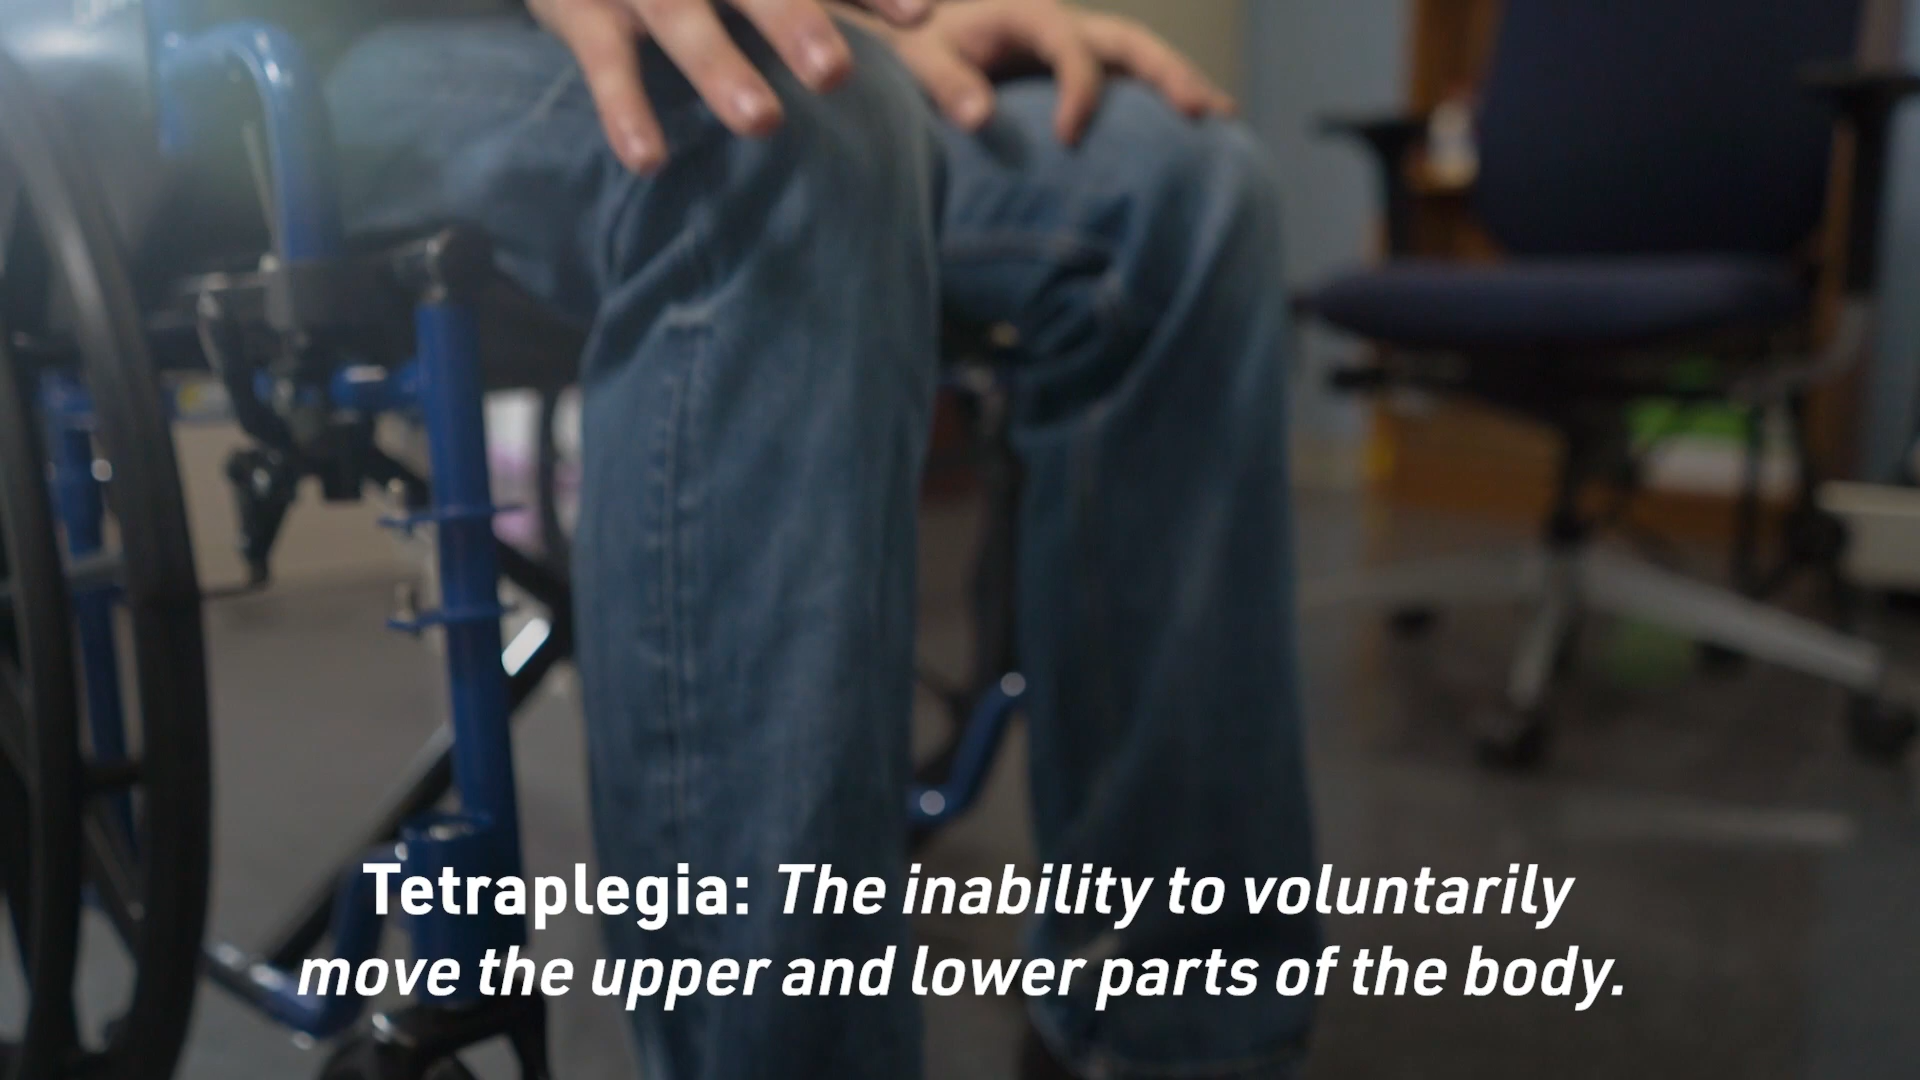 Tetraplegia: The inability to voluntarily
move the upper and lower parts of the body.